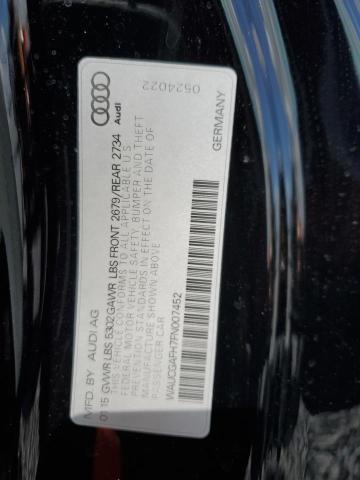 MFD. BY AUDI AG
01 15 GVWR LBS 5302 GAWR LBS FRONT 2679/REAR 2734
THIS VEHICLE CONFORMS TO ALL APPLICABLE U S
FEDERAL MOTOR VEHICLE SAFETY, BUMPER AND THEFT
PREVENTION STANDARDS IN EFFECT ON THE DATE OF
MANUFACTURE SHOWN ABOVE
PASSENGER CAR
WAUCGAFH7FN007452
GERMANY
Audi
0524022